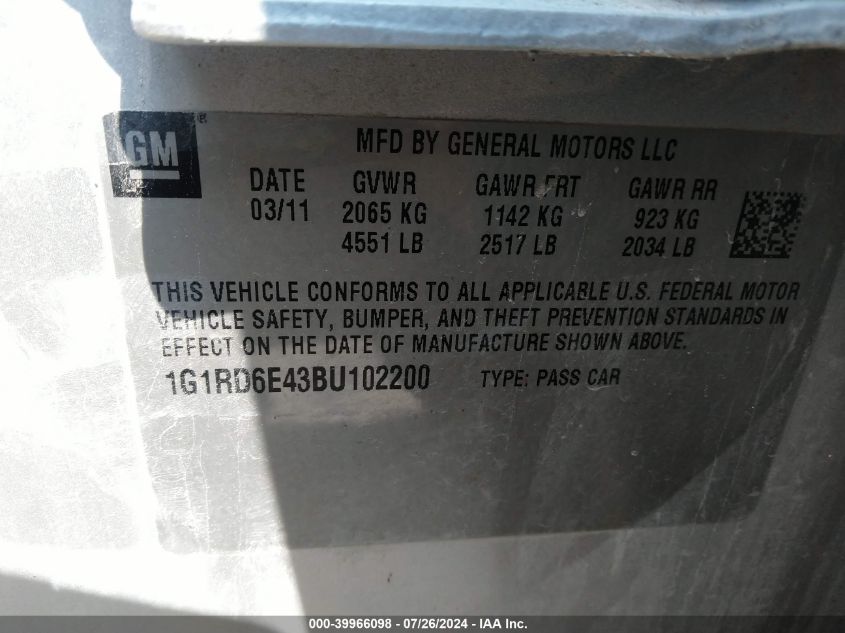 GM®
MFD BY GENERAL MOTORS LLC
DATE GVWR GAWR FRT GAWR RR
03/11 2065 KG 1142 KG 923 KG
4551 LB 2517 LB 2034 LB
THIS VEHICLE CONFORMS TO ALL APPLICABLE U.S. FEDERAL MOTOR
VEHICLE SAFETY, BUMPER, AND THEFT PREVENTION STANDARDS IN
EFFECT ON THE DATE OF MANUFACTURE SHOWN ABOVE.
1G1RD6E43BU102200 TYPE: PASS CAR
000-39966098 - 07/26/2024 - IAA Inc.